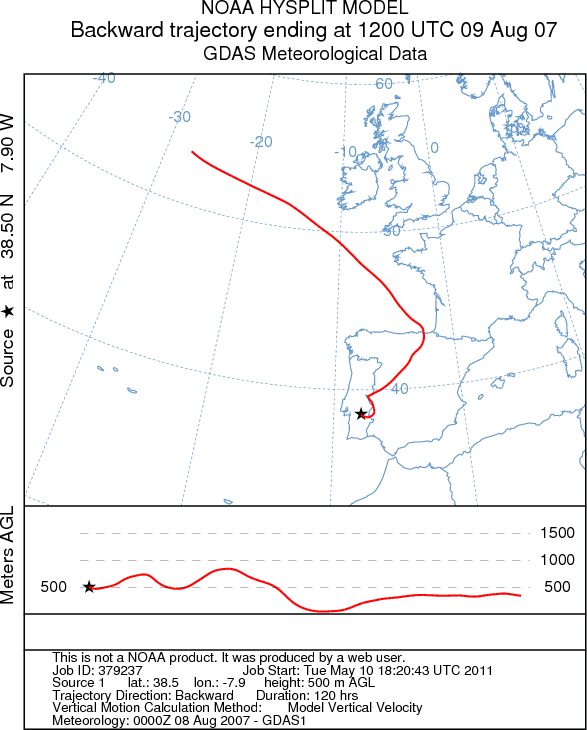 NOAA HYSPLIT MODEL
Backward trajectory ending at 1200 UTC 09 Aug 07
GDAS Meteorological Data
Source ★ at 38.50 N 7.90 W
-40
60
-30
-20
-10
0
50
40
Meters AGL
1500
1000
500
500
This is not a NOAA product. It was produced by a web user.
Job ID: 379237 Job Start: Tue May 10 18:20:43 UTC 2011
Source 1 lat.: 38.5 lon.: -7.9 height: 500 m AGL
Trajectory Direction: Backward Duration: 120 hrs
Vertical Motion Calculation Method: Model Vertical Velocity
Meteorology: 0000Z 08 Aug 2007 - GDAS1